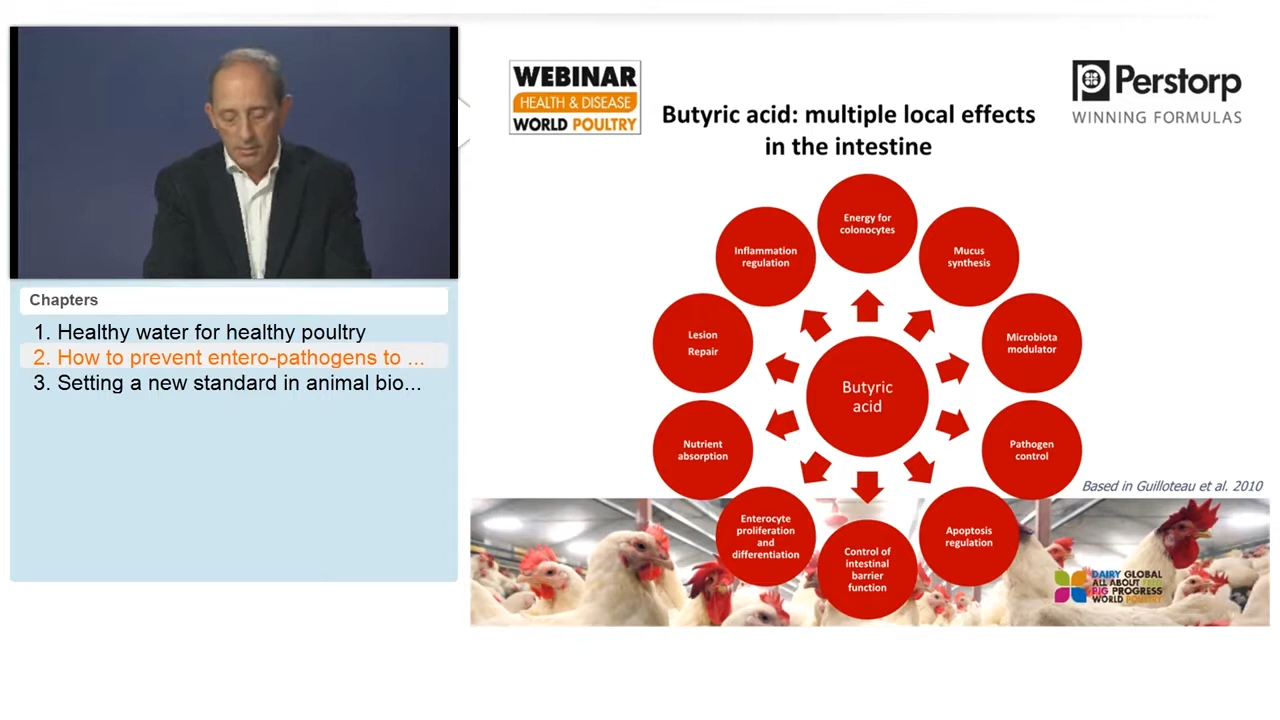 WEBINAR
HEALTH & DISEASE
WORLD POULTRY
Perstorp
WINNING FORMULAS
Butyric acid: multiple local effects
in the intestine
Energy for
colonocytes
Mucus
synthesis
Microbiota
modulator
Pathogen
control
Apoptosis
regulation
Control of
intestinal
barrier
function
Enterocyte
proliferation
and
differentiation
Nutrient
absorption
Lesion
Repair
Inflammation
regulation
Butyric
acid
Based in Guilloteau et al. 2010
DAIRY GLOBAL
ALL ABOUT FEED
PIG PROGRESS
WORLD POULTRY
Chapters
1. Healthy water for healthy poultry
2. How to prevent entero-pathogens to ...
3. Setting a new standard in animal bio...